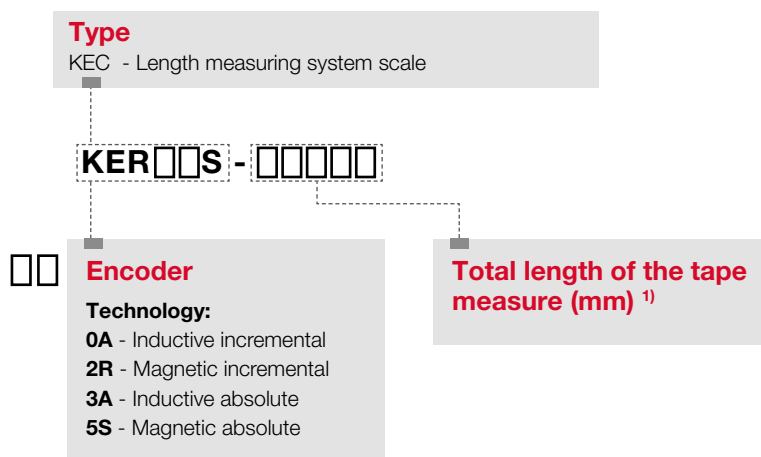 Type
KEC - Length measuring system scale
KER□□S - □□□□□
□□ Encoder
Technology:
0A - Inductive incremental
2R - Magnetic incremental
3A - Inductive absolute
5S - Magnetic absolute
Total length of the tape
measure (mm) 1)